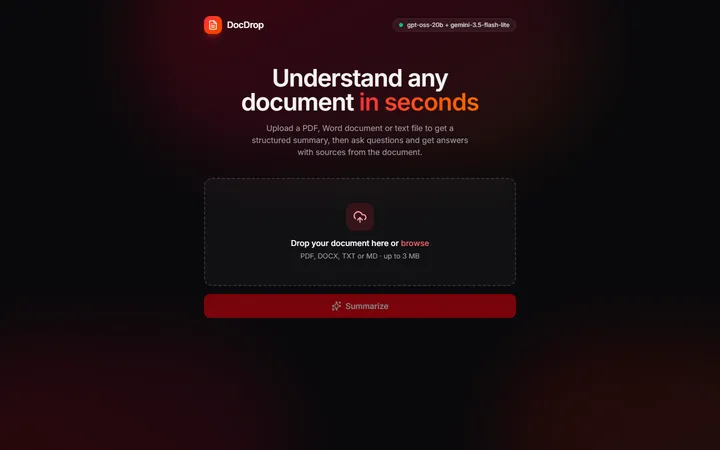 DocDrop
gpt-oss-20b + gemini-3.5-flash-lite
Understand any
document in seconds
Upload a PDF, Word document or text file to get a
structured summary, then ask questions and get answers
with sources from the document.
Drop your document here or browse
PDF, DOCX, TXT or MD · up to 3 MB
Summarize